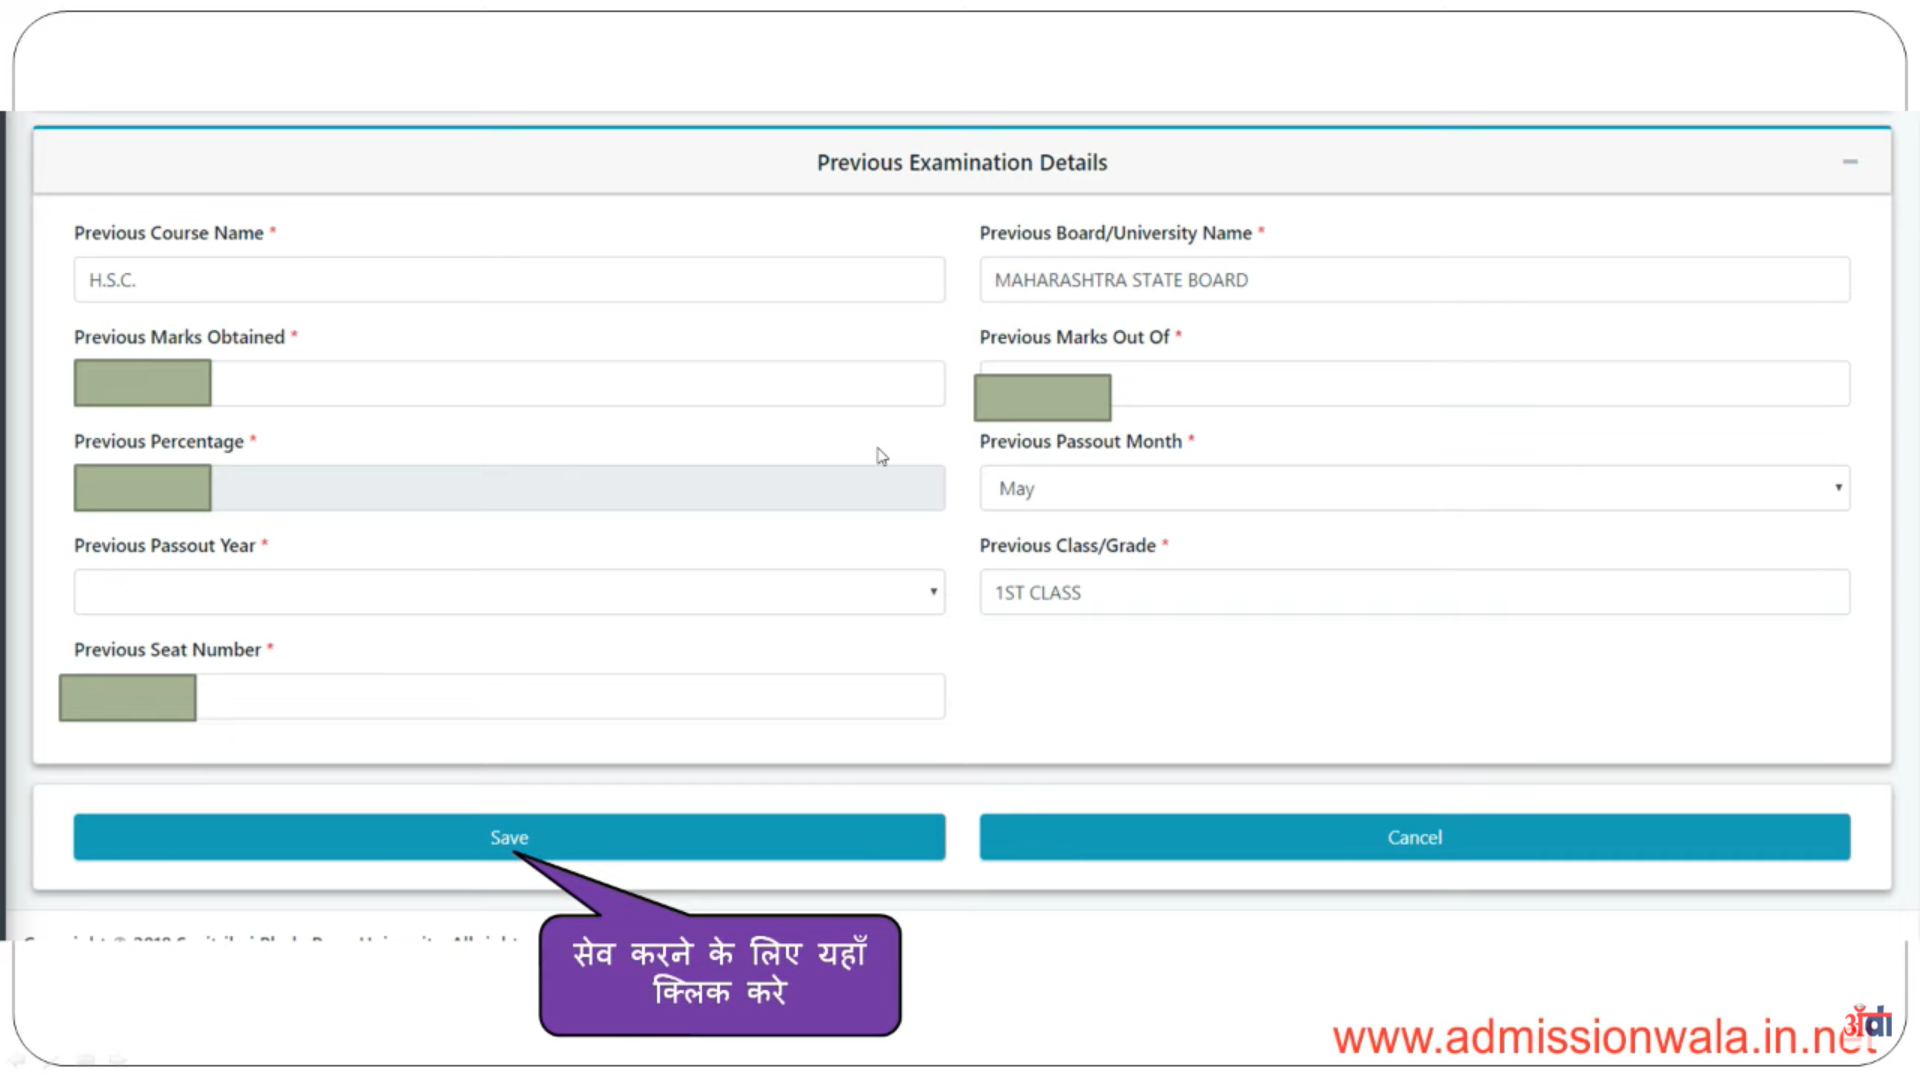 Previous Examination Details
Previous Course Name *
Previous Board/University Name *
H.S.C.
MAHARASHTRA STATE BOARD
Previous Marks Obtained *
Previous Marks Out Of *
Previous Percentage *
Previous Passout Month *
May
Previous Passout Year *
Previous Class/Grade *
1ST CLASS
Previous Seat Number *
Save
Cancel
सेव करने के लिए यहाँ
क्लिक करे
www.admissionwala.in.net